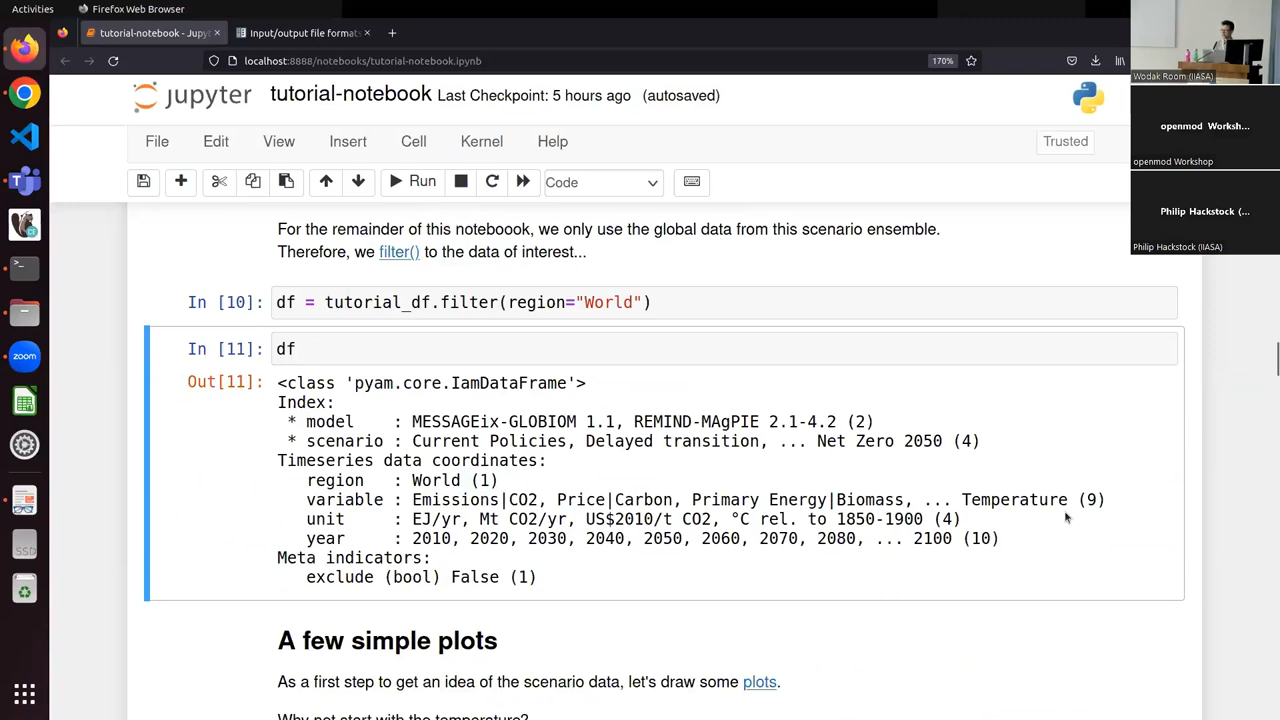 Activities
Firefox Web Browser
tutorial-notebook - Jupyt
Input/output file formats
localhost:8888/notebooks/tutorial-notebook.ipynb
170%
jupyter
tutorial-notebook Last Checkpoint: 5 hours ago (autosaved)
File Edit View Insert Cell Kernel Help
Trusted
Run
Code
For the remainder of this noteboook, we only use the global data from this scenario ensemble.
Therefore, we filter() to the data of interest...
In [10]: df = tutorial_df.filter(region="World")
In [11]: df
Out[11]: <class 'pyam.core.IamDataFrame'>
Index:
* model : MESSAGEix-GLOBIOM 1.1, REMIND-MAgPIE 2.1-4.2 (2)
* scenario : Current Policies, Delayed transition, ... Net Zero 2050 (4)
Timeseries data coordinates:
region : World (1)
variable : Emissions|CO2, Price|Carbon, Primary Energy|Biomass, ... Temperature (9)
unit : EJ/yr, Mt CO2/yr, US$2010/t CO2, °C rel. to 1850-1900 (4)
year : 2010, 2020, 2030, 2040, 2050, 2060, 2070, 2080, ... 2100 (10)
Meta indicators:
exclude (bool) False (1)
A few simple plots
As a first step to get an idea of the scenario data, let's draw some plots.
Why not start with the temperature?
Wodak Room (IIASA)
openmod Worksh...
openmod Workshop
Philip Hackstock (...
Philip Hackstock (IIASA)
zoom
SSD